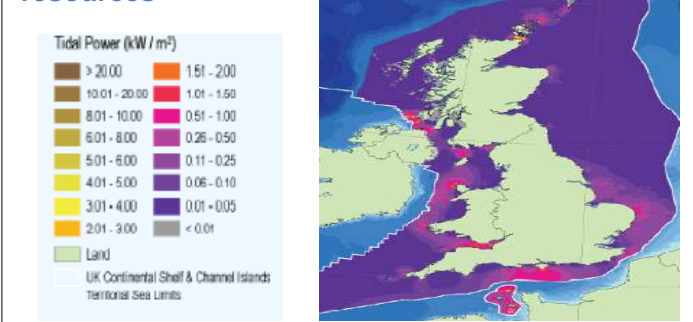 resources
Tidal Power (kW / m²)
> 20.00
10.01 - 20.00
8.01 - 10.00
6.01 - 8.00
5.01 - 6.00
4.01 - 5.00
3.01 - 4.00
2.01 - 3.00
1.51 - 2.00
1.01 - 1.50
0.51 - 1.00
0.26 - 0.50
0.11 - 0.25
0.06 - 0.10
0.01 - 0.05
< 0.01
Land
UK Continental Shelf & Channel Islands
Territorial Sea Limits